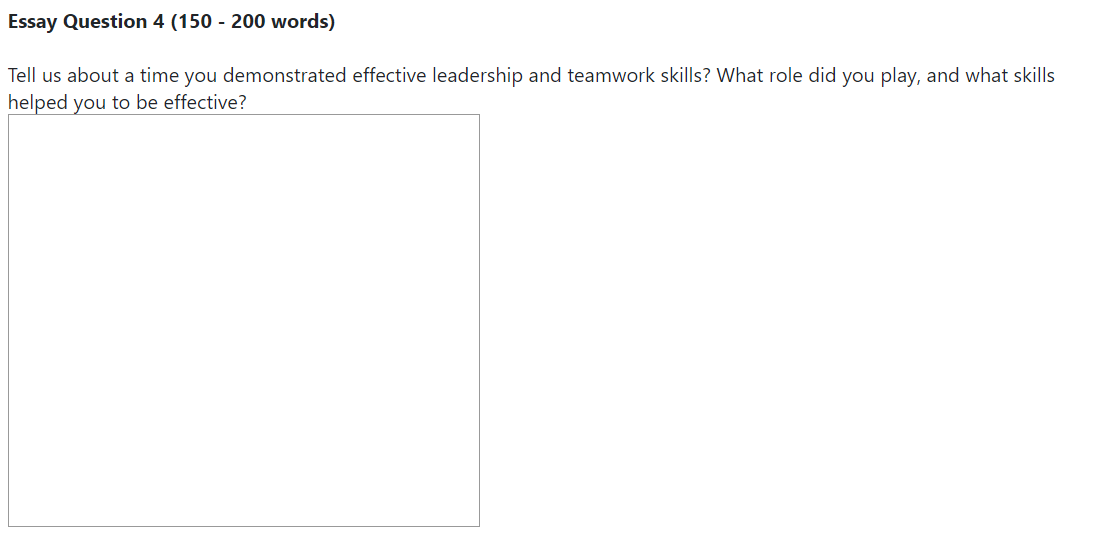 Essay Question 4 (150 - 200 words)
Tell us about a time you demonstrated effective leadership and teamwork skills? What role did you play, and what skills
helped you to be effective?